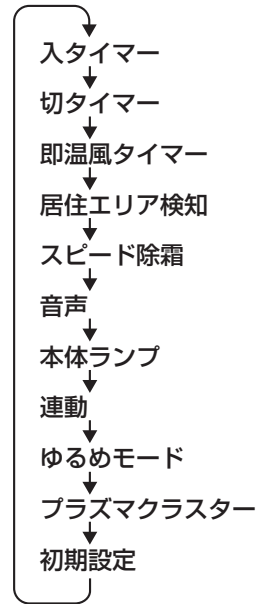 入タイマー
切タイマー
即温風タイマー
居住エリア検知
スピード除霜
音声
本体ランプ
連動
ゆるめモード
プラズマクラスター
初期設定